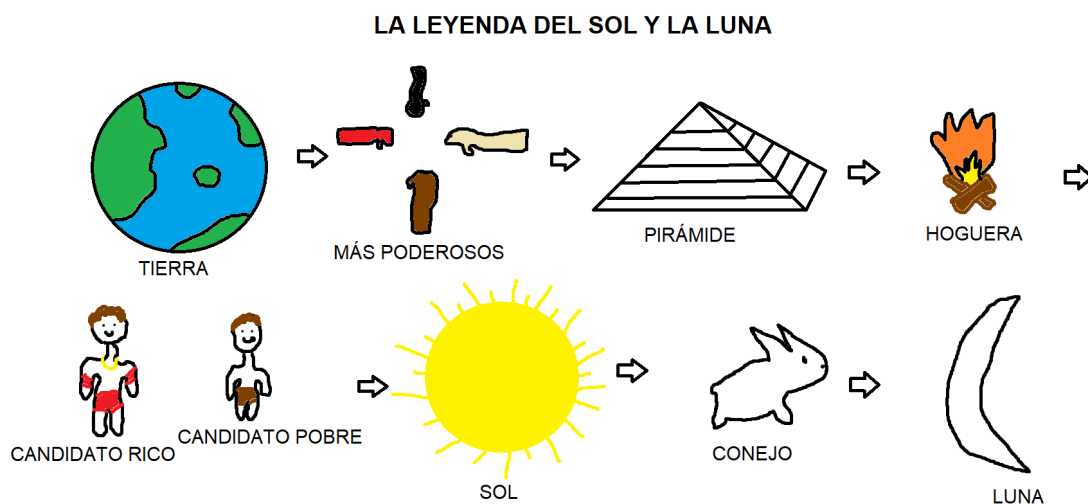 LA LEYENDA DEL SOL Y LA LUNA
TIERRA
MÁS PODEROSOS
PIRÁMIDE
HOGUERA
CANDIDATO RICO
CANDIDATO POBRE
SOL
CONEJO
LUNA